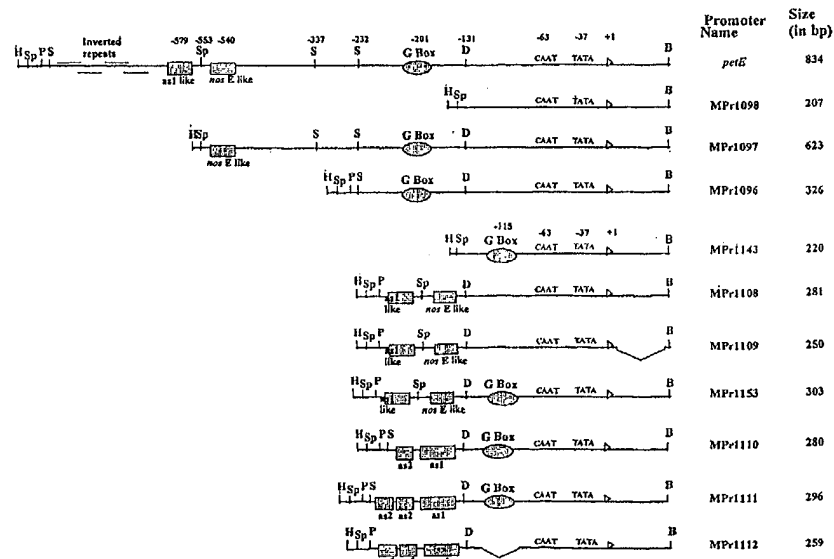 Promoter Name Size (in bp)
-579 -553 -540 -337 -232 -201 -131 -63 -37 +1
H Sp P S Inverted repeats Sp S S G Box D CAAT TATA B petE 834
as1 like nos E like
H Sp CAAT TATA B MPr1098 207
H Sp S S G Box D CAAT TATA B MPr1097 623
nos E like
H Sp P S G Box D CAAT TATA B MPr1096 326
-115 -63 -37 +1
H Sp G Box CAAT TATA B MPr1143 220
H Sp P Sp D CAAT TATA B MPr1108 281
like nos E like
H Sp P Sp D CAAT TATA B MPr1109 250
like nos E like
H Sp P Sp D G Box CAAT TATA B MPr1153 303
like nos E like
H Sp P S D G Box CAAT TATA B MPr1110 280
as2 as1
H Sp P S D G Box CAAT TATA B MPr1111 296
as2 as2 as1
H Sp P D CAAT TATA B MPr1112 259